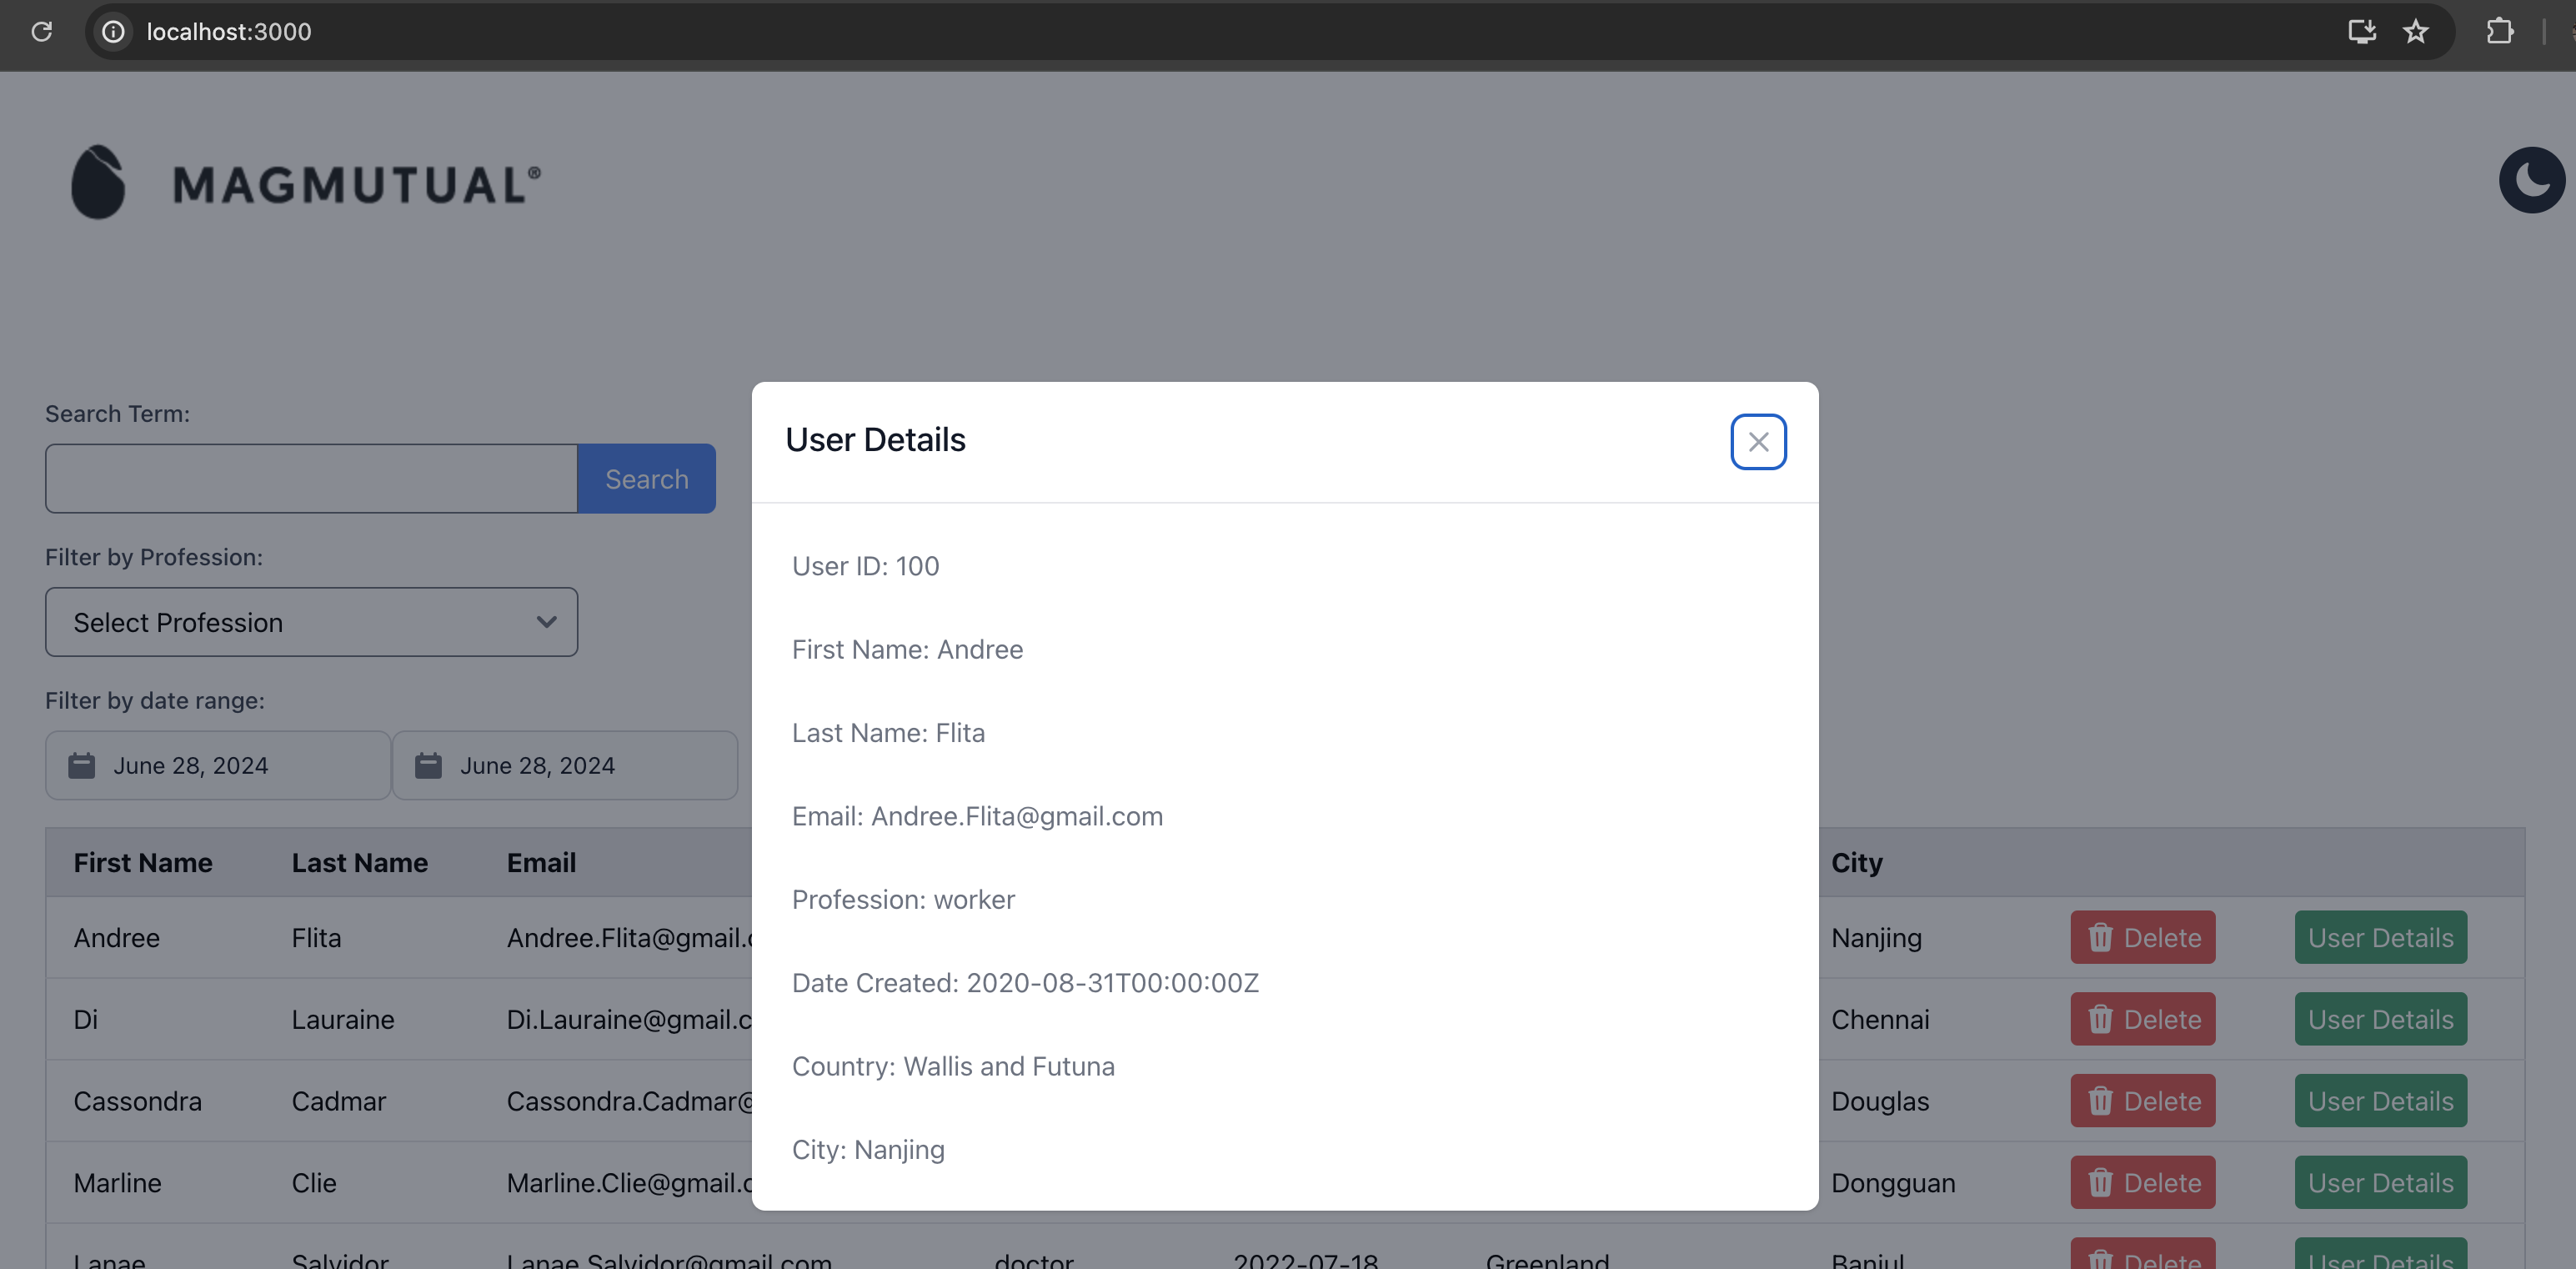 localhost:3000
MAGMUTUAL®
Search Term:
Search
Filter by Profession:
Select Profession
Filter by date range:
June 28, 2024 June 28, 2024
User Details
User ID: 100
First Name: Andree
Last Name: Flita
Email: Andree.Flita@gmail.com
Profession: worker
Date Created: 2020-08-31T00:00:00Z
Country: Wallis and Futuna
City: Nanjing
First Name Last Name Email City
Andree Flita Andree.Flita@gmail. Nanjing Delete User Details
Di Lauraine Di.Lauraine@gmail.c Chennai Delete User Details
Cassondra Cadmar Cassondra.Cadmar@ Douglas Delete User Details
Marline Clie Marline.Clie@gmail.c Dongguan Delete User Details
Lanae Salvidor Lanae.Salvidor@gmail.com doctor 2022-07-18 Greenland Banjul Delete User Details